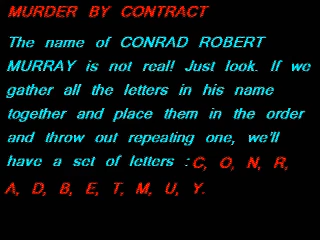 MURDER BY CONTRACT
The name of CONRAD ROBERT
MURRAY is not real! Just look. If we
gather all the letters in his name
together and place them in the order
and throw out repeating one, we'll
have a set of letters :C, O, N, R,
A, D, B, E, T, M, U, Y.